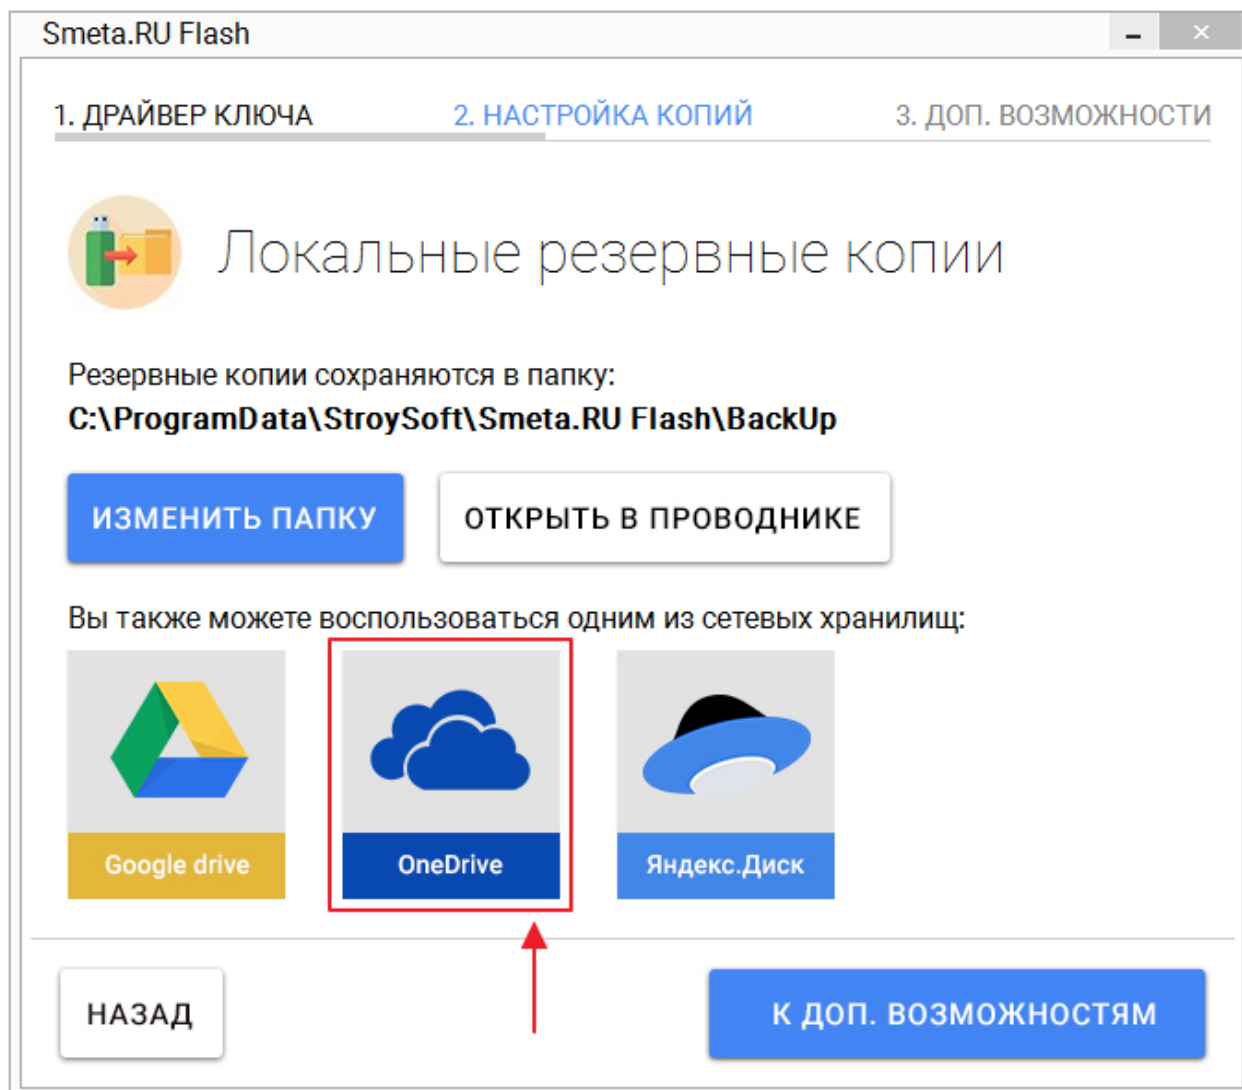 Smeta.RU Flash
1. ДРАЙВЕР КЛЮЧА 2. НАСТРОЙКА КОПИЙ 3. ДОП. ВОЗМОЖНОСТИ
Локальные резервные копии
Резервные копии сохраняются в папку:
C:\ProgramData\StroySoft\Smeta.RU Flash\BackUp
ИЗМЕНИТЬ ПАПКУ ОТКРЫТЬ В ПРОВОДНИКЕ
Вы также можете воспользоваться одним из сетевых хранилищ:
Google drive OneDrive Яндекс.Диск
НАЗАД К ДОП. ВОЗМОЖНОСТЯМ